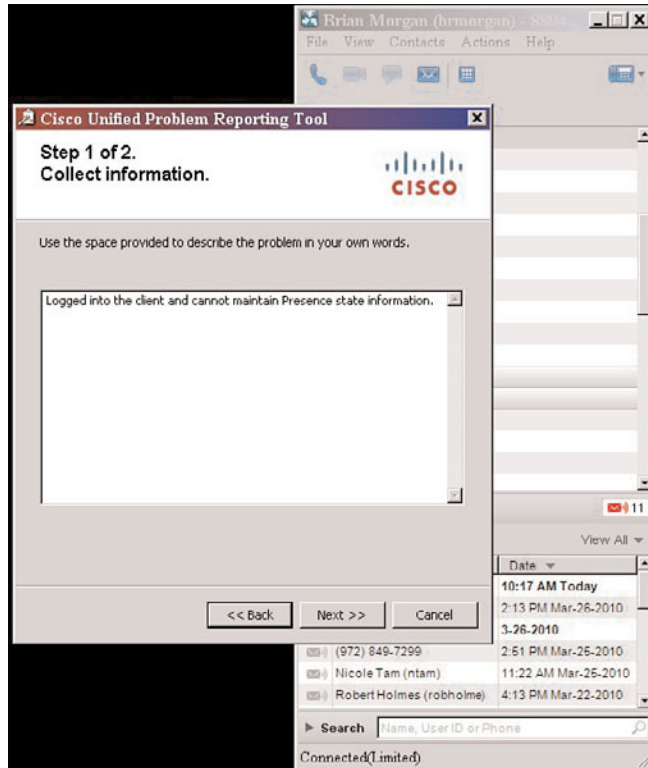 Brian Morgan (brmorgan) -
File View Contacts Actions Help
Cisco Unified Problem Reporting Tool
Step 1 of 2.
Collect information.
CISCO
Use the space provided to describe the problem in your own words.
Logged into the client and cannot maintain Presence state information.
<< Back Next >> Cancel
11
View All
Date
10:17 AM Today
2:13 PM Mar-26-2010
3-26-2010
(972) 849-7299 2:51 PM Mar-25-2010
Nicole Tam (ntam) 11:22 AM Mar-25-2010
Robert Holmes (robholme) 4:13 PM Mar-22-2010
Search Name, User ID or Phone
Connected(Limited)